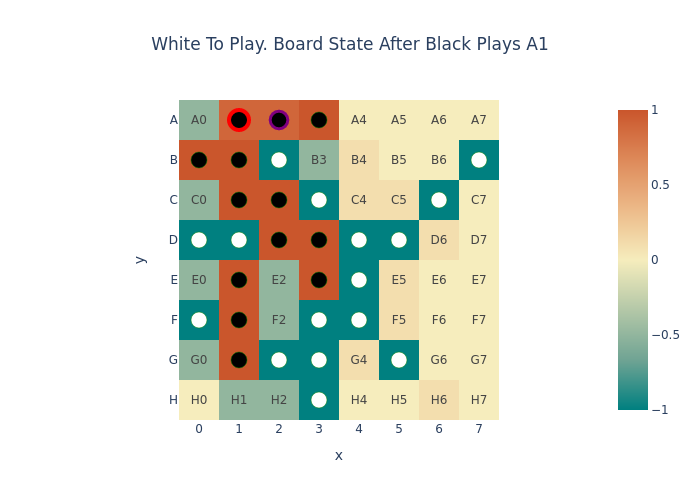 White To Play. Board State After Black Plays A1
A A0 A4 A5 A6 A7
B B3 B4 B5 B6
C C0 C4 C5 C7
D D6 D7
E E0 E2 E5 E6 E7
F F2 F5 F6 F7
G G0 G4 G6 G7
H H0 H1 H2 H4 H5 H6 H7
0 1 2 3 4 5 6 7
x
y
1
0.5
0
−0.5
−1